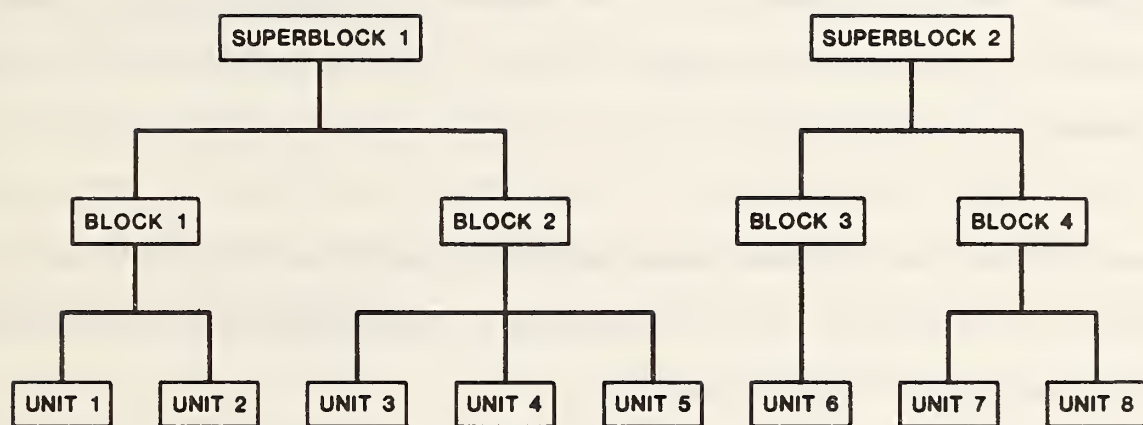 SUPERBLOCK 1
SUPERBLOCK 2
BLOCK 1
BLOCK 2
BLOCK 3
BLOCK 4
UNIT 1
UNIT 2
UNIT 3
UNIT 4
UNIT 5
UNIT 6
UNIT 7
UNIT 8